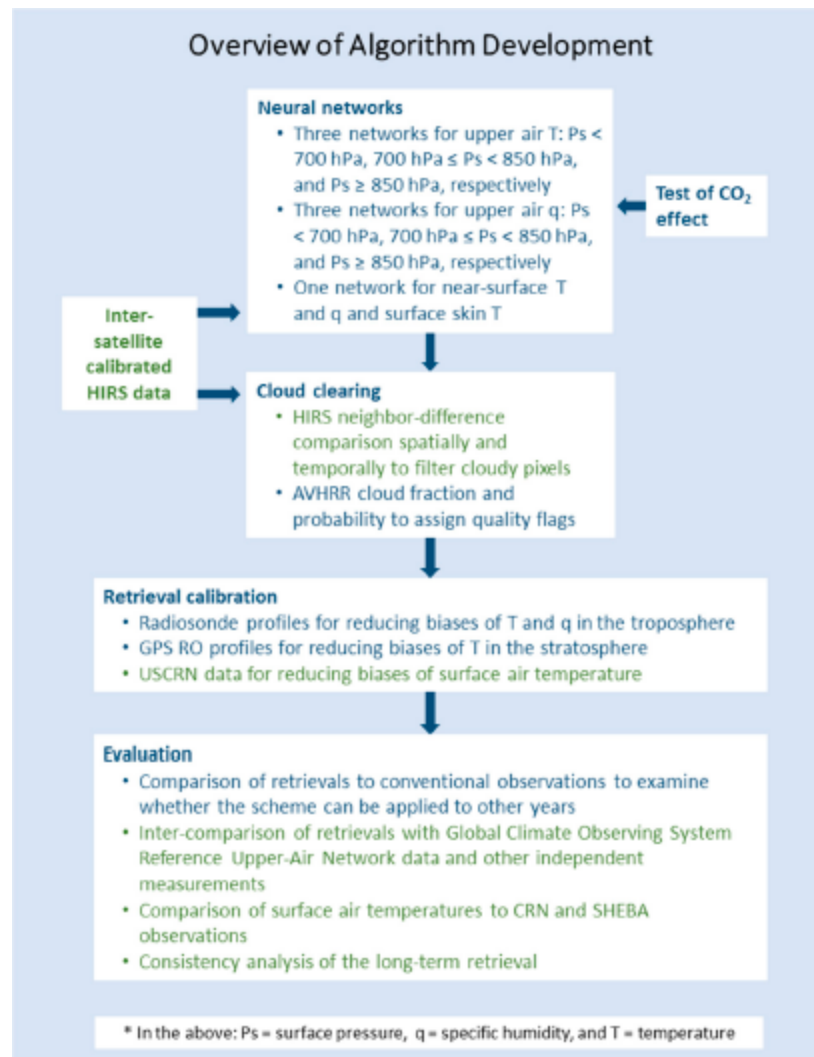 Overview of Algorithm Development
Neural networks
• Three networks for upper air T: Ps <
700 hPa, 700 hPa ≤ Ps < 850 hPa,
and Ps ≥ 850 hPa, respectively
• Three networks for upper air q: Ps
< 700 hPa, 700 hPa ≤ Ps < 850 hPa,
and Ps ≥ 850 hPa, respectively
• One network for near-surface T
and q and surface skin T
Test of CO₂
effect
Inter-
satellite
calibrated
HIRS data
Cloud clearing
• HIRS neighbor-difference
comparison spatially and
temporally to filter cloudy pixels
• AVHRR cloud fraction and
probability to assign quality flags
Retrieval calibration
• Radiosonde profiles for reducing biases of T and q in the troposphere
• GPS RO profiles for reducing biases of T in the stratosphere
• USCRN data for reducing biases of surface air temperature
Evaluation
• Comparison of retrievals to conventional observations to examine
whether the scheme can be applied to other years
• Inter-comparison of retrievals with Global Climate Observing System
Reference Upper-Air Network data and other independent
measurements
• Comparison of surface air temperatures to CRN and SHEBA
observations
• Consistency analysis of the long-term retrieval
* In the above: Ps = surface pressure, q = specific humidity, and T = temperature